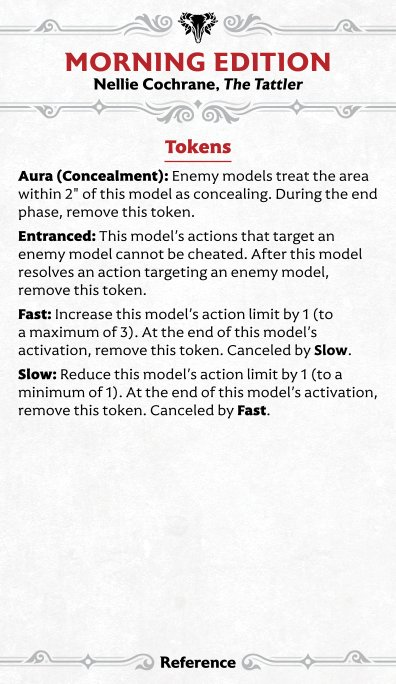 MORNING EDITION
Nellie Cochrane, The Tattler
Tokens
Aura (Concealment): Enemy models treat the area
within 2" of this model as concealing. During the end
phase, remove this token.
Entranced: This model's actions that target an
enemy model cannot be cheated. After this model
resolves an action targeting an enemy model,
remove this token.
Fast: Increase this model's action limit by 1 (to
a maximum of 3). At the end of this model's
activation, remove this token. Canceled by Slow.
Slow: Reduce this model's action limit by 1 (to a
minimum of 1). At the end of this model's activation,
remove this token. Canceled by Fast.
Reference